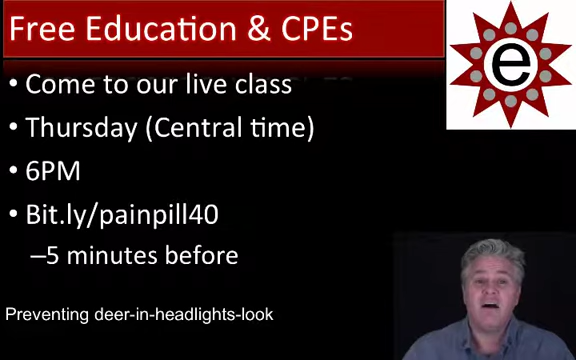 Free Education & CPEs
• Come to our live class
• Thursday (Central time)
• 6PM
• Bit.ly/painpill40
–5 minutes before
Preventing deer-in-headlights-look
e